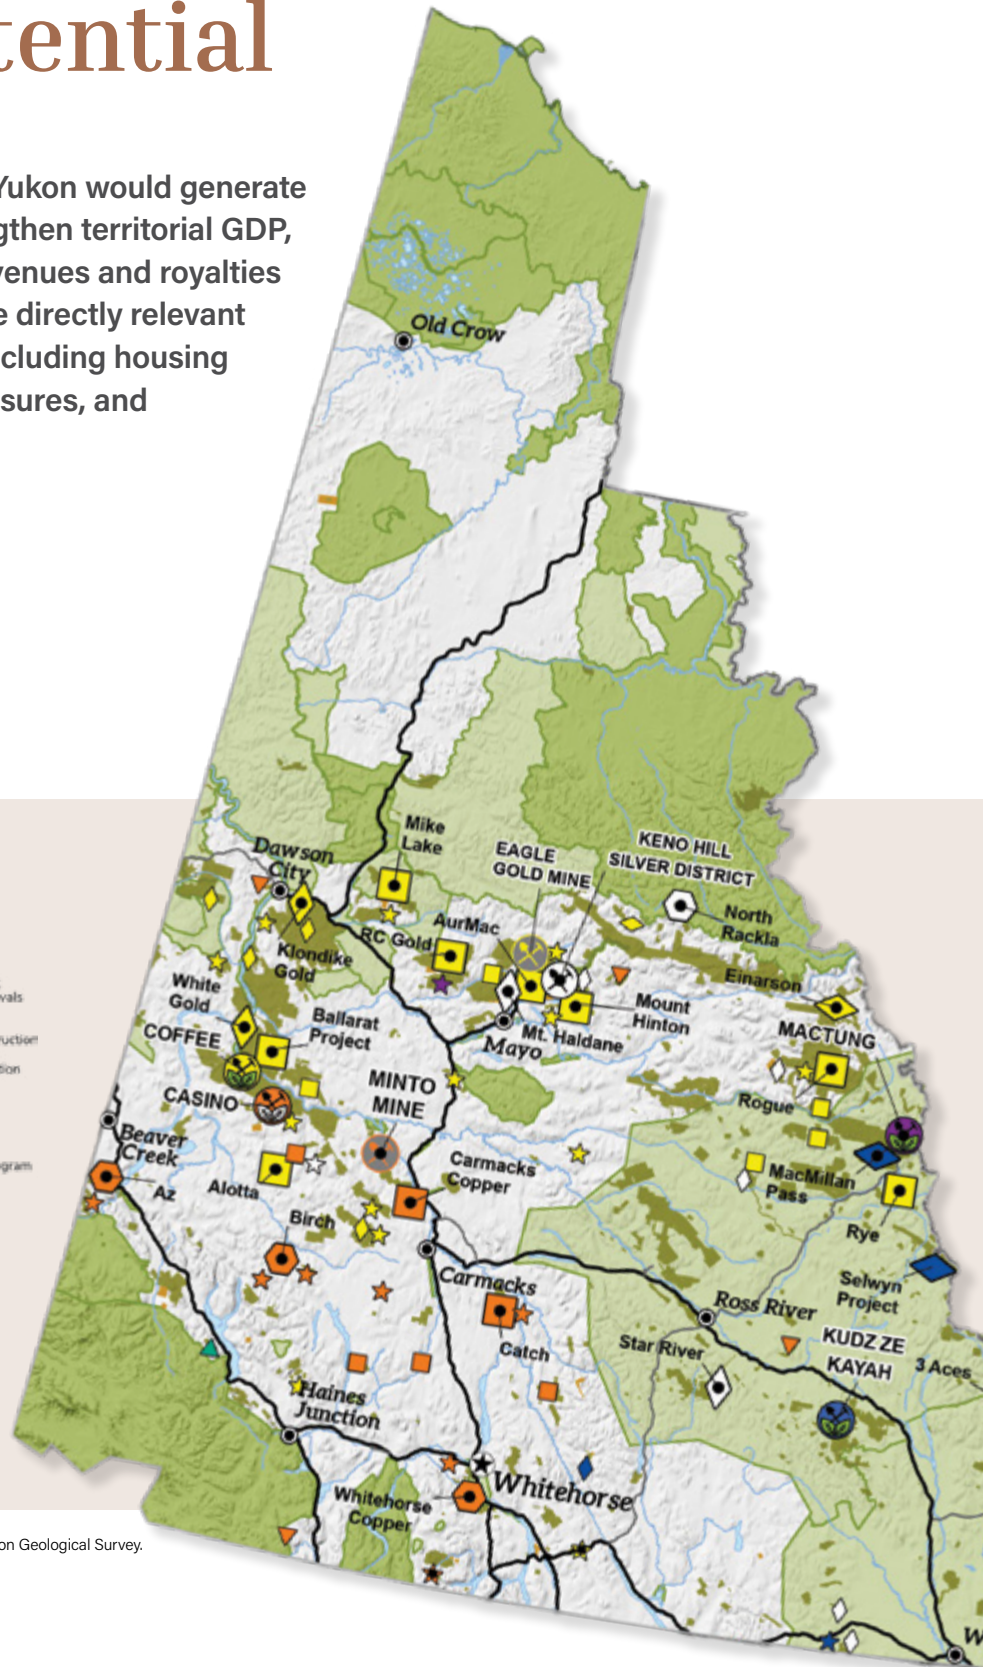 tential
Yukon would generate
gthen territorial GDP,
venues and royalties
e directly relevant
cluding housing
sures, and
Old Crow
Mike
Lake
KENO HILL
SILVER DISTRICT
EAGLE
GOLD MINE
Dawson
City
North
Rackla
AurMac
RC Gold
Klondike
Gold
Einarson
White
Gold
Mount
Hinton
vals
Ballarat
Project
Mt. Haldane
MACTUNG
COFFEE
Mayo
uction
tion
MINTO
MINE
CASINO
Rogue
Beaver
Creek
Carmacks
Copper
MacMillan
Pass
gram
Az
Alotta
Birch
Rye
Carmacks
Selwyn
Project
Ross River
Star River
KUDZ ZE
KAYAH
3 Aces
Catch
Haines
Junction
Whitehorse
Whitehorse
Copper
on Geological Survey.
W